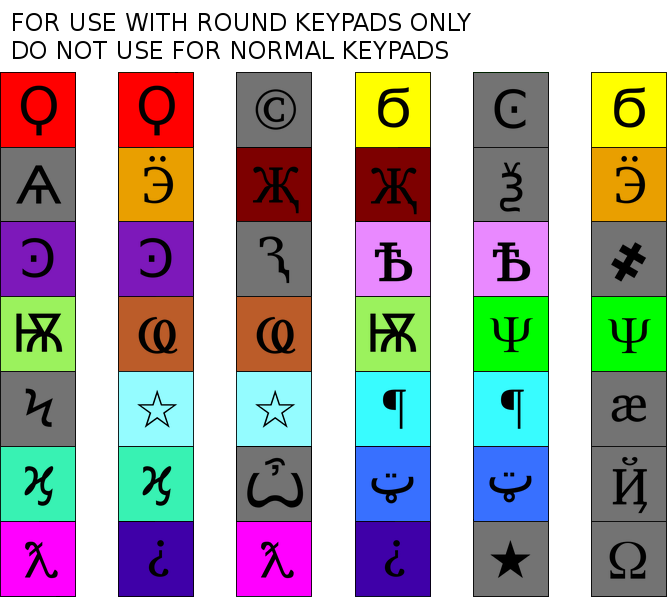 FOR USE WITH ROUND KEYPADS ONLY
DO NOT USE FOR NORMAL KEYPADS
Ϙ Ϙ © б Ͼ б
Ѧ Ӭ Җ Җ Ѯ Ӭ
Ͽ Ͽ Ԇ Ѣ Ѣ ҂
Ѭ Ҩ Ҩ Ѭ Ψ Ψ
Ϟ ☆ ☆ ¶ ¶ æ
ϗ ϗ Ѽ ټ ټ Ҋ
ƛ ¿ ƛ ¿ ★ Ω